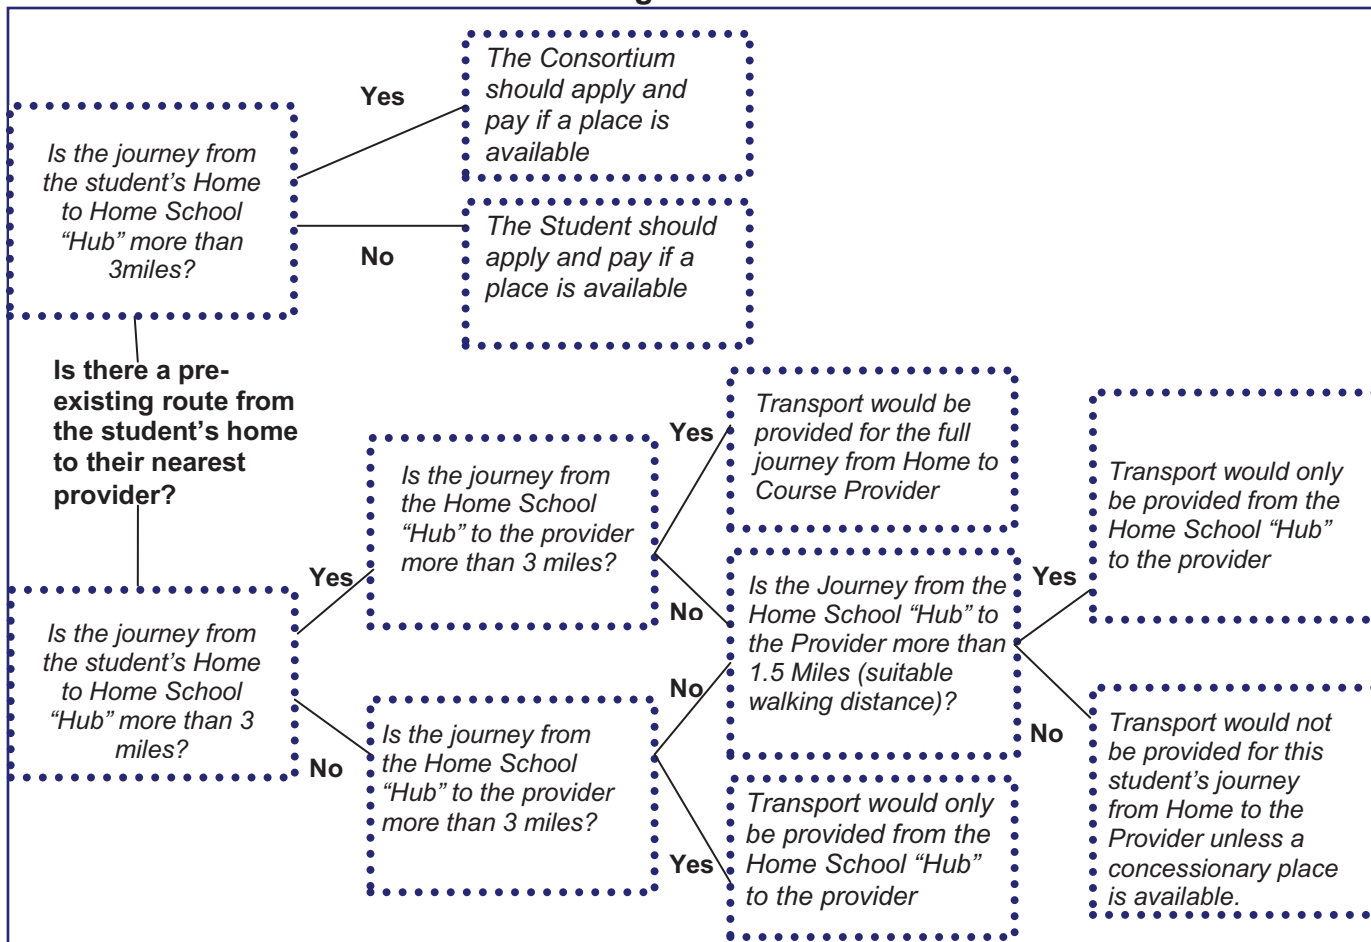 The Consortium
should apply and
pay if a place is
available
Yes
Is the journey from
the student’s Home
to Home School
“Hub” more than
3miles?
No
The Student should
apply and pay if a
place is available
Is there a pre-
existing route from
the student’s home
to their nearest
provider?
Is the journey from
the student’s Home
to Home School
“Hub” more than 3
miles?
Yes
No
Is the journey from
the Home School
“Hub” to the provider
more than 3 miles?
Is the journey from
the Home School
“Hub” to the provider
more than 3 miles?
Yes
No
No
Yes
Transport would be
provided for the full
journey from Home to
Course Provider
Is the Journey from the
Home School “Hub” to
the Provider more than
1.5 Miles (suitable
walking distance)?
Transport would only
be provided from the
Home School “Hub”
to the provider
Yes
No
Transport would only
be provided from the
Home School “Hub”
to the provider
Transport would not
be provided for this
student’s journey
from Home to the
Provider unless a
concessionary place
is available.